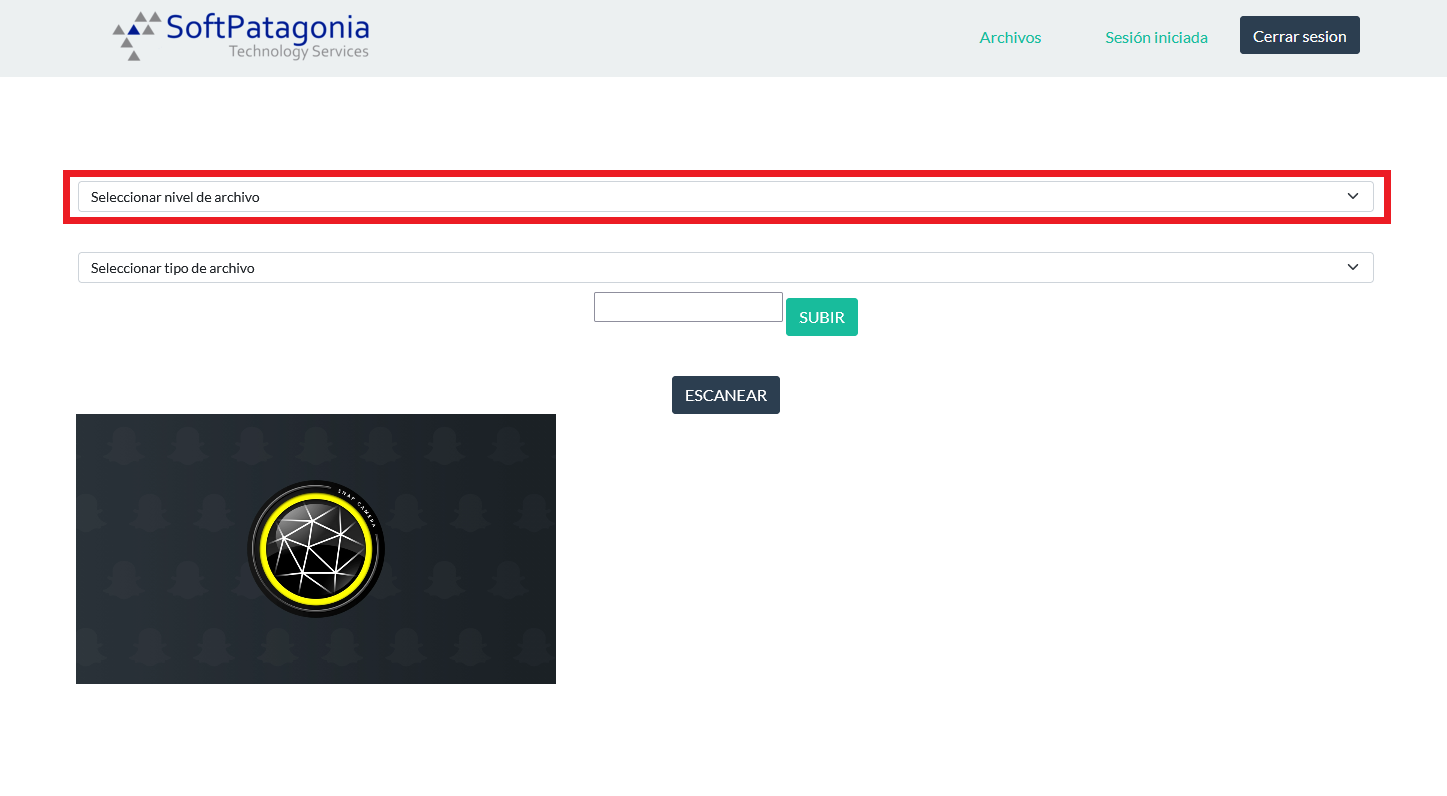 SoftPatagonia
Technology Services
Archivos
Sesión iniciada
Cerrar sesion
Seleccionar nivel de archivo
Seleccionar tipo de archivo
SUBIR
ESCANEAR
SNAP CAMERA